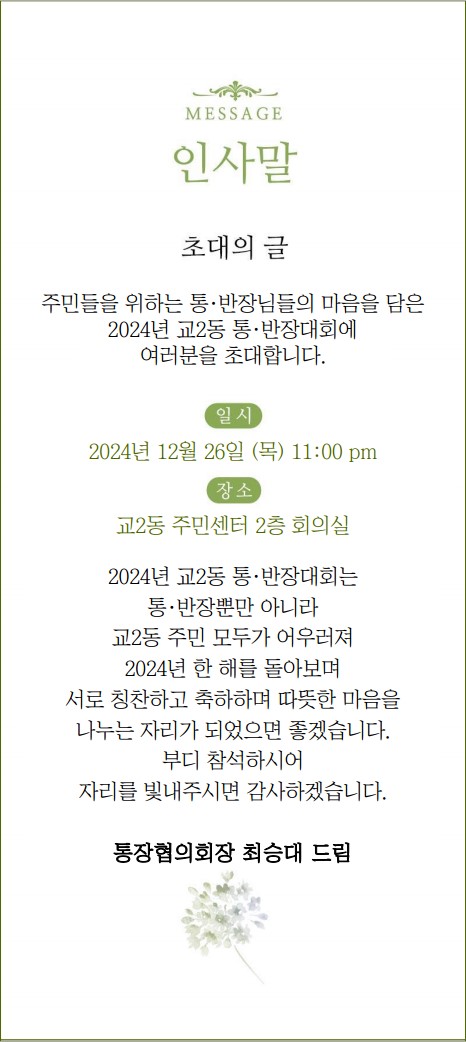 MESSAGE
인사말
초대의 글
주민들을 위하는 통·반장님들의 마음을 담은
2024년 교2동 통·반장대회에
여러분을 초대합니다.
일시
2024년 12월 26일 (목) 11:00 pm
장소
교2동 주민센터 2층 회의실
2024년 교2동 통·반장대회는
통·반장뿐만 아니라
교2동 주민 모두가 어우러져
2024년 한 해를 돌아보며
서로 칭찬하고 축하하며 따뜻한 마음을
나누는 자리가 되었으면 좋겠습니다.
부디 참석하시어
자리를 빛내주시면 감사하겠습니다.
통장협의회장 최승대 드림